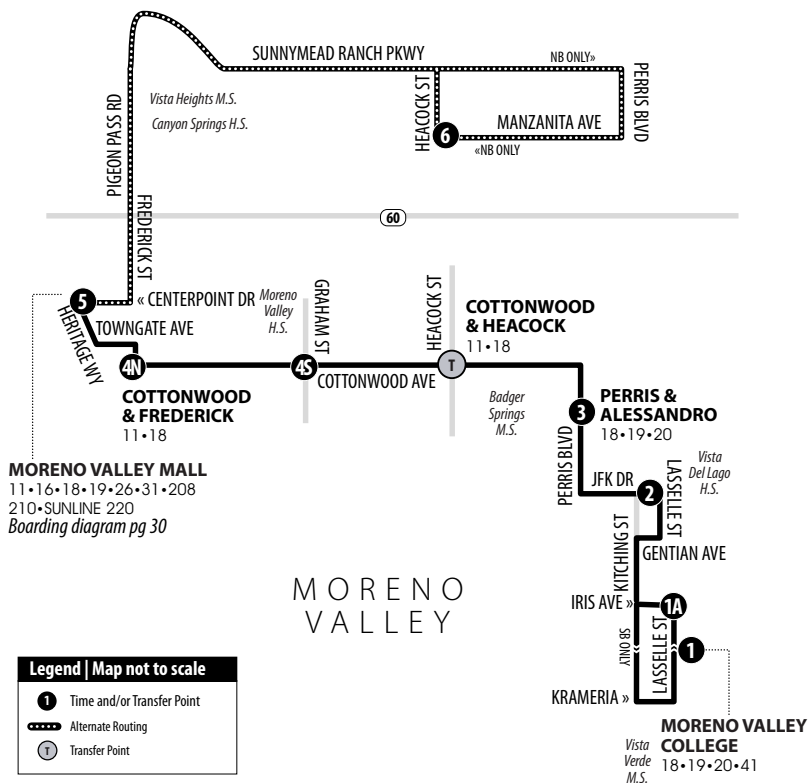 SUNNYMEAD RANCH PKWY
NB ONLY»
PERRIS BLVD
HEACOCK ST
MANZANITA AVE
6
«NB ONLY
Vista Heights M.S.
Canyon Springs H.S.
PIGEON PASS RD
FREDERICK ST
60
5
« CENTERPOINT DR
HERITAGE WY
TOWNGATE AVE
Moreno
Valley
H.S.
GRAHAM ST
HEACOCK ST
COTTONWOOD
& HEACOCK
11•18
4N
4S
COTTONWOOD AVE
T
COTTONWOOD
& FREDERICK
11•18
Badger
Springs
M.S.
3
PERRIS &
ALESSANDRO
18•19•20
PERRIS BLVD
JFK DR
2
LASSELLE ST
Vista
Del Lago
H.S.
MORENO VALLEY MALL
11•16•18•19•26•31•208
210•SUNLINE 220
Boarding diagram pg 30
KITCHING ST
GENTIAN AVE
MORENO
VALLEY
IRIS AVE »
1A
SB ONLY
LASSELLE ST
1
KRAMERIA »
MORENO VALLEY
COLLEGE
18•19•20•41
Vista
Verde
M.S.
Legend | Map not to scale
1 Time and/or Transfer Point
Alternate Routing
T Transfer Point